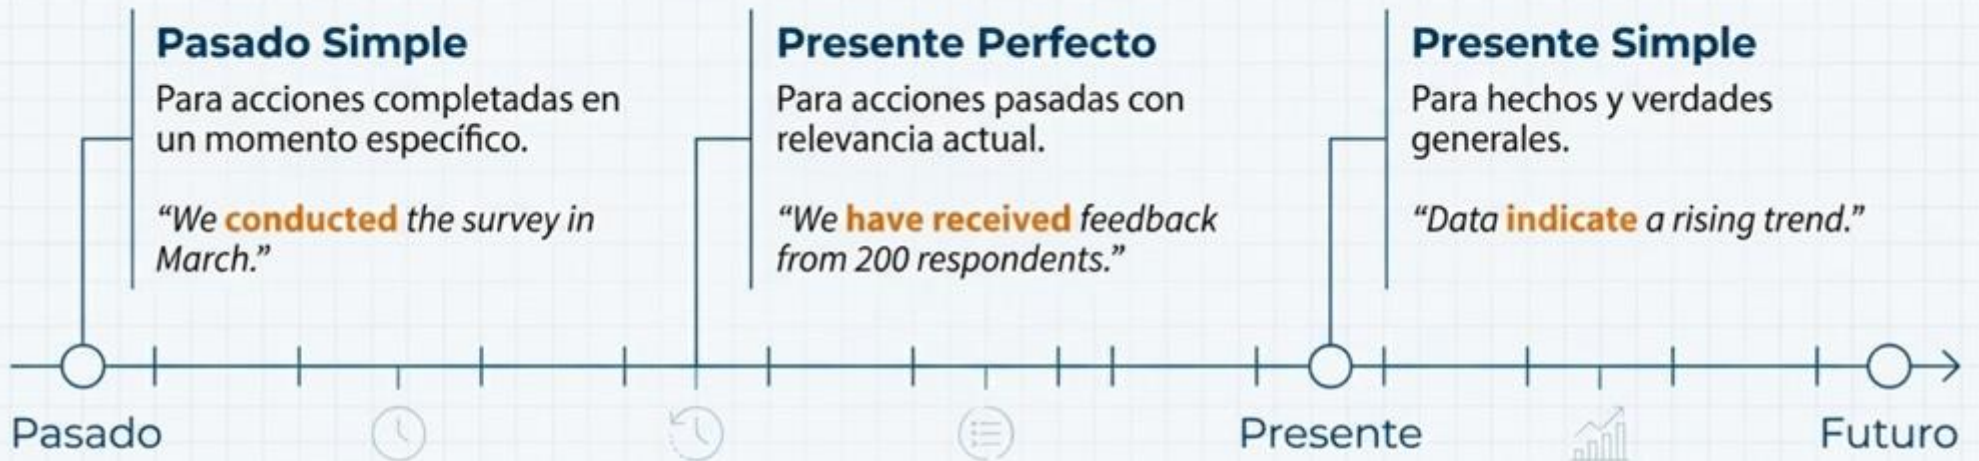 Pasado Simple
Para acciones completadas en
un momento específico.
“We conducted the survey in
March.”
Presente Perfecto
Para acciones pasadas con
relevancia actual.
“We have received feedback
from 200 respondents.”
Presente Simple
Para hechos y verdades
generales.
“Data indicate a rising trend.”
Pasado
Presente
Futuro